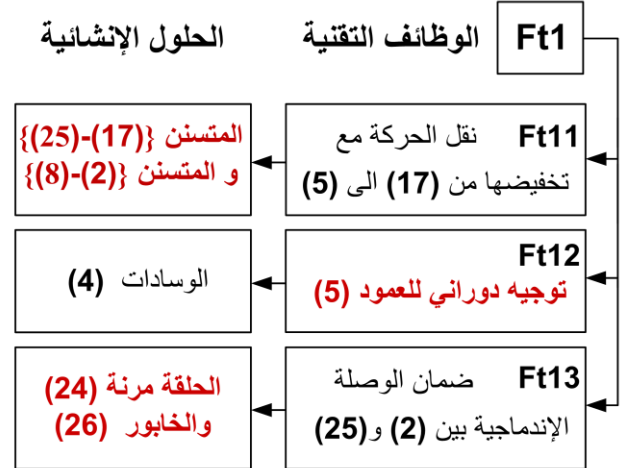 Ft1 الوظائف التقنية الحلول الإنشائية
Ft11 نقل الحركة مع
تخفيضها من (17) الى (5)
المتسنن {(17)-(25)}
و المتسنن {(2)-(8)}
Ft12
توجيه دوراني للعمود (5)
الوسادات (4)
Ft13 ضمان الوصلة
الإندماجية بين (2) و(25)
الحلقة مرنة (24)
والخابور (26)